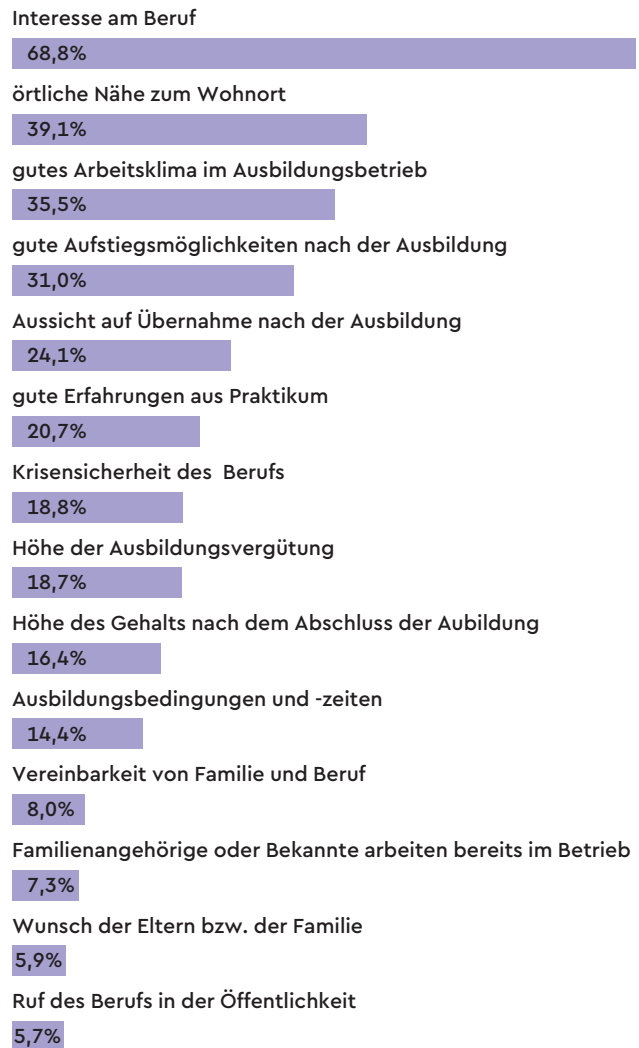 Interesse am Beruf
68,8%
örtliche Nähe zum Wohnort
39,1%
gutes Arbeitsklima im Ausbildungsbetrieb
35,5%
gute Aufstiegsmöglichkeiten nach der Ausbildung
31,0%
Aussicht auf Übernahme nach der Ausbildung
24,1%
gute Erfahrungen aus Praktikum
20,7%
Krisensicherheit des Berufs
18,8%
Höhe der Ausbildungsvergütung
18,7%
Höhe des Gehalts nach dem Abschluss der Aubildung
16,4%
Ausbildungsbedingungen und -zeiten
14,4%
Vereinbarkeit von Familie und Beruf
8,0%
Familienangehörige oder Bekannte arbeiten bereits im Betrieb
7,3%
Wunsch der Eltern bzw. der Familie
5,9%
Ruf des Berufs in der Öffentlichkeit
5,7%